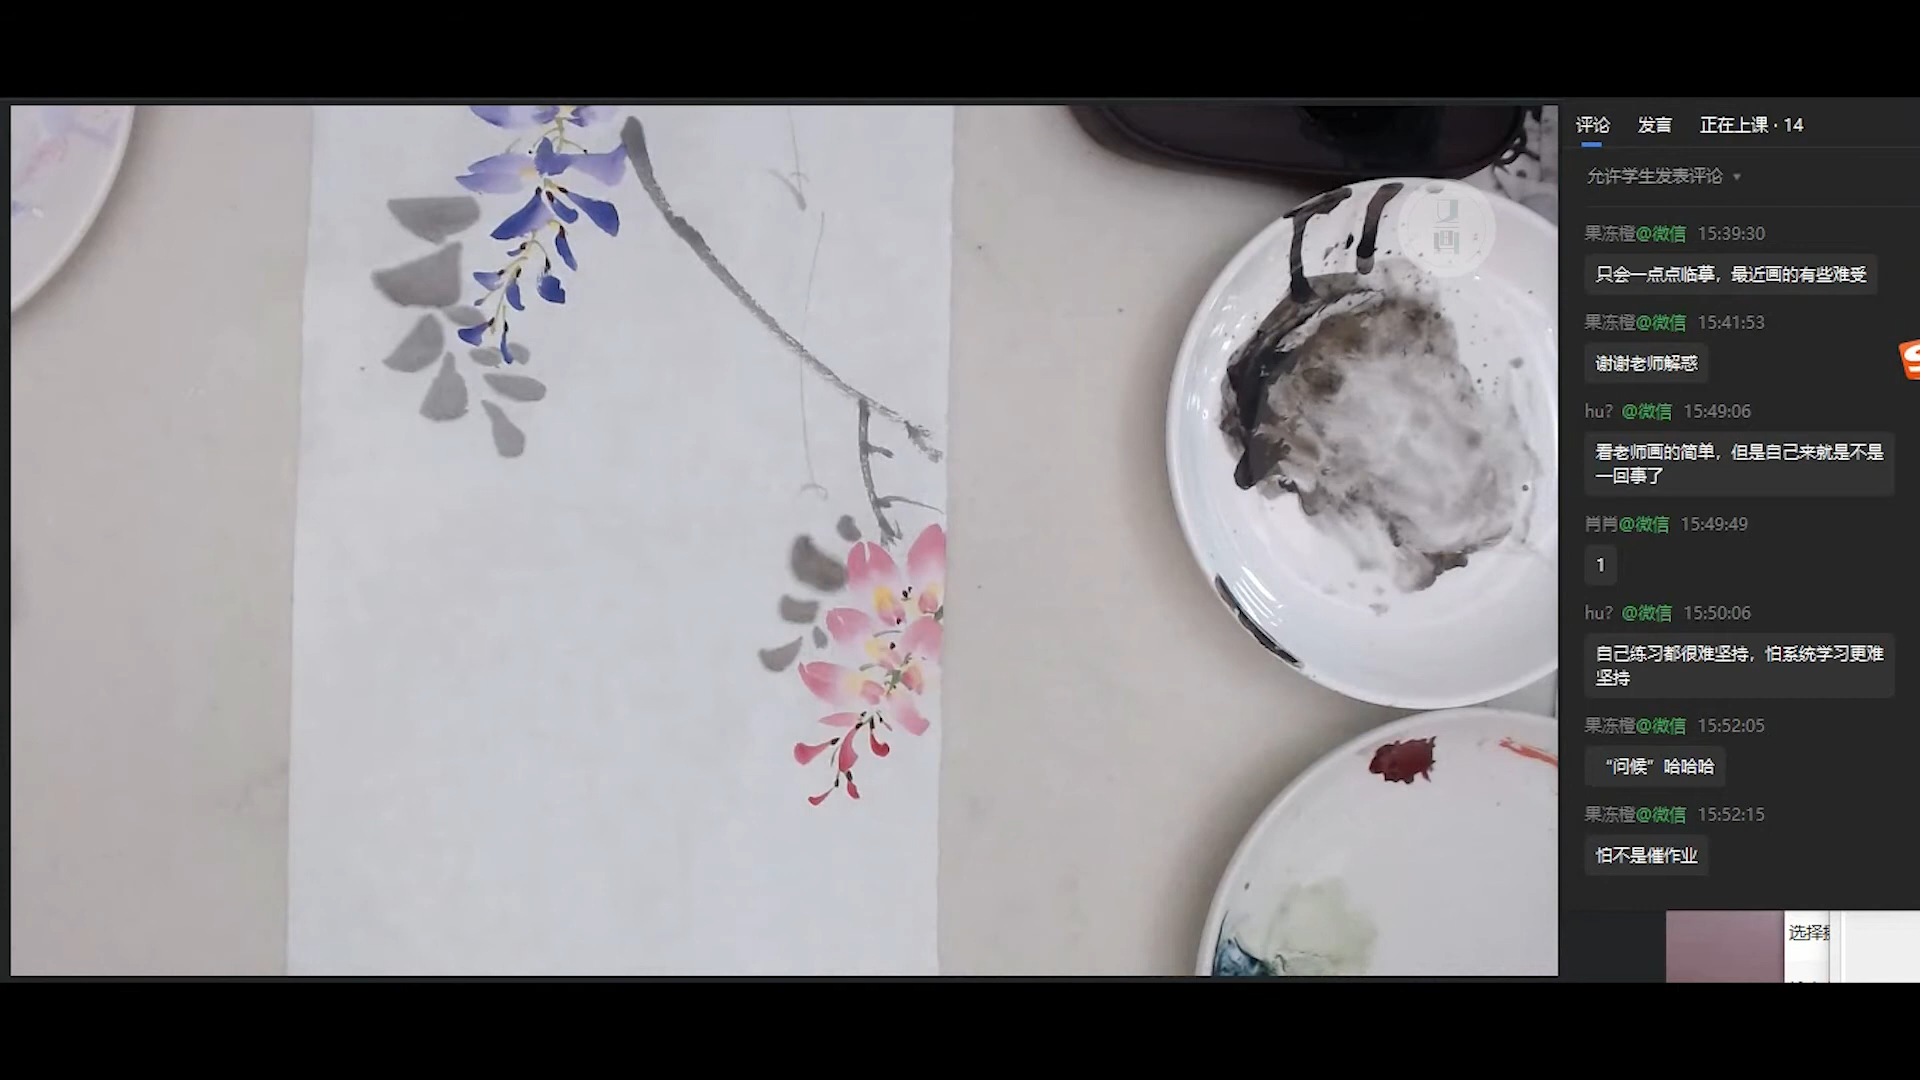 评论 发言 正在上课·14
允许学生发表评论
果冻橙@微信 15:39:30
只会一点点临摹，最近画的有些难受
果冻橙@微信 15:41:53
谢谢老师解惑
hu? @微信 15:49:06
看老师画的简单，但是自己来就是不是
一回事了
肖肖@微信 15:49:49
1
hu? @微信 15:50:06
自己练习都很难坚持，怕系统学习更难
坚持
果冻橙@微信 15:52:05
“问候”哈哈哈
果冻橙@微信 15:52:15
怕不是催作业
选择